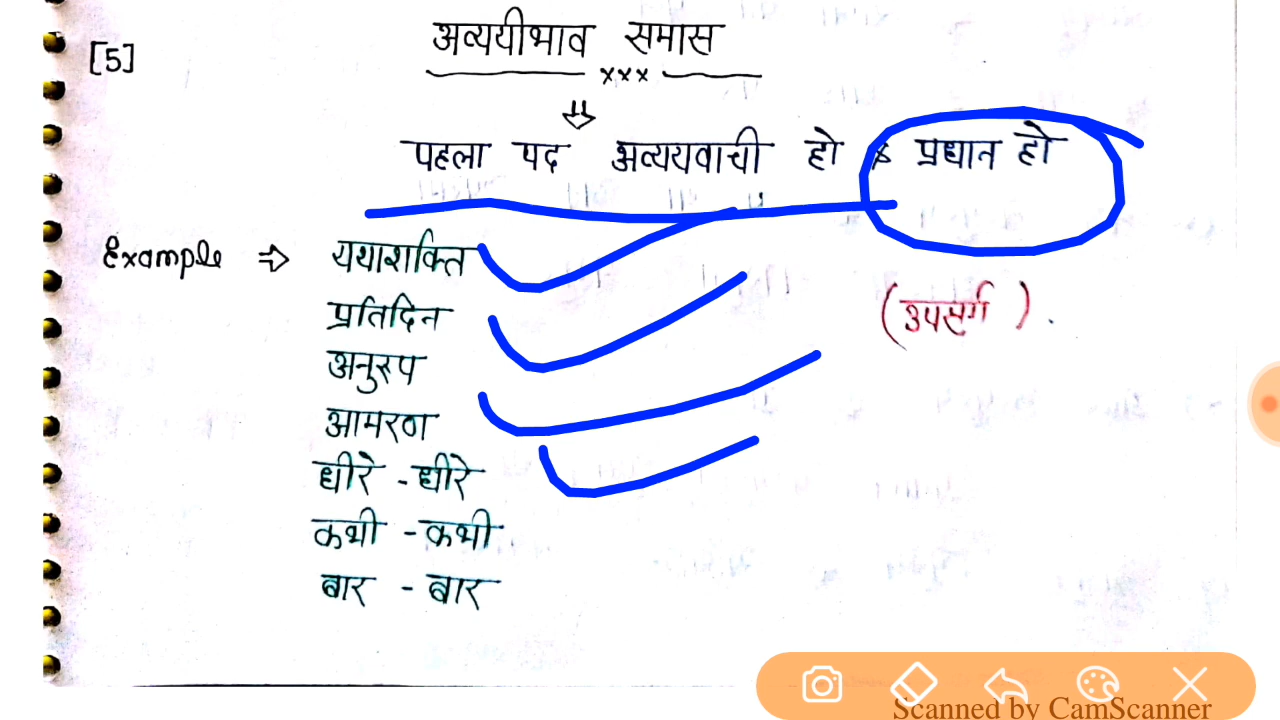 [5]
अव्ययीभाव समास
xxx
पहला पद अव्ययवाची हो & प्रधान हो
Example ⇒ यथाशक्ति
प्रतिदिन
(उपसर्ग).
अनुरुप
आमरण
धीरे - धीरे
कभी - कभी
बार - बार
Scanned by CamScanner